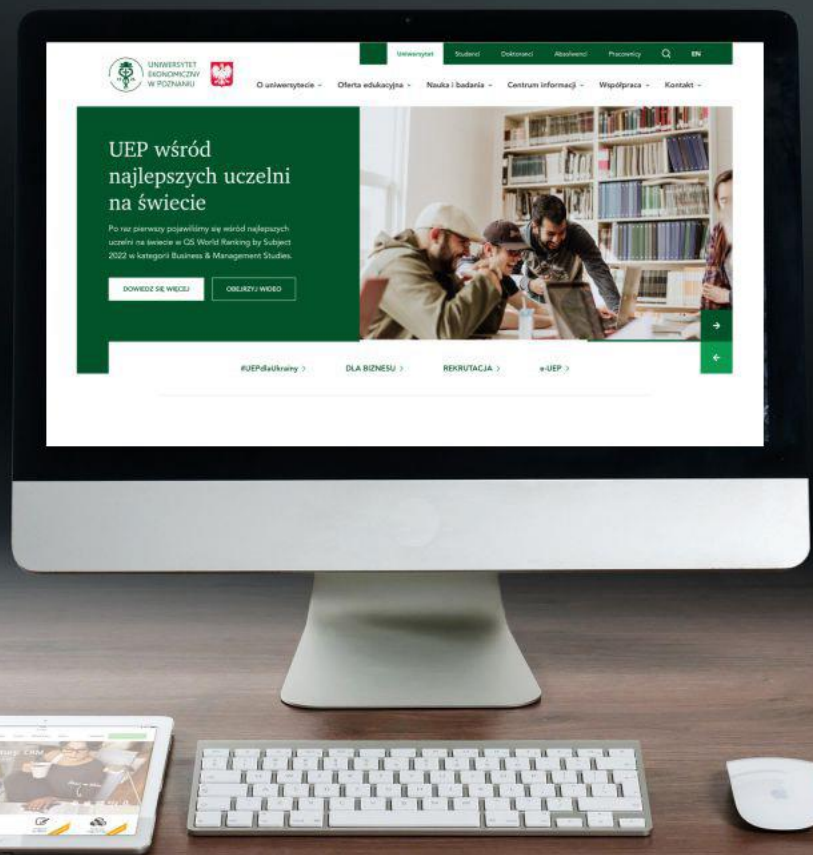 Uniwersytet Studenci Doktoranci Absolwenci Pracownicy EN
UNIWERSYTET
EKONOMICZNY
W POZNANIU
O uniwersytecie Oferta edukacyjna Nauka i badania Centrum informacji Współpraca Kontakt
UEP wśród
najlepszych uczelni
na świecie
Po raz pierwszy pojawiliśmy się wśród najlepszych
uczelni na świecie w QS World Ranking by Subject
2022 w kategorii Business & Management Studies.
DOWIEDZ SIĘ WIĘCEJ OBEJRZYJ WIDEO
#UEPdlaUkrainy DLA BIZNESU REKRUTACJA e-UEP